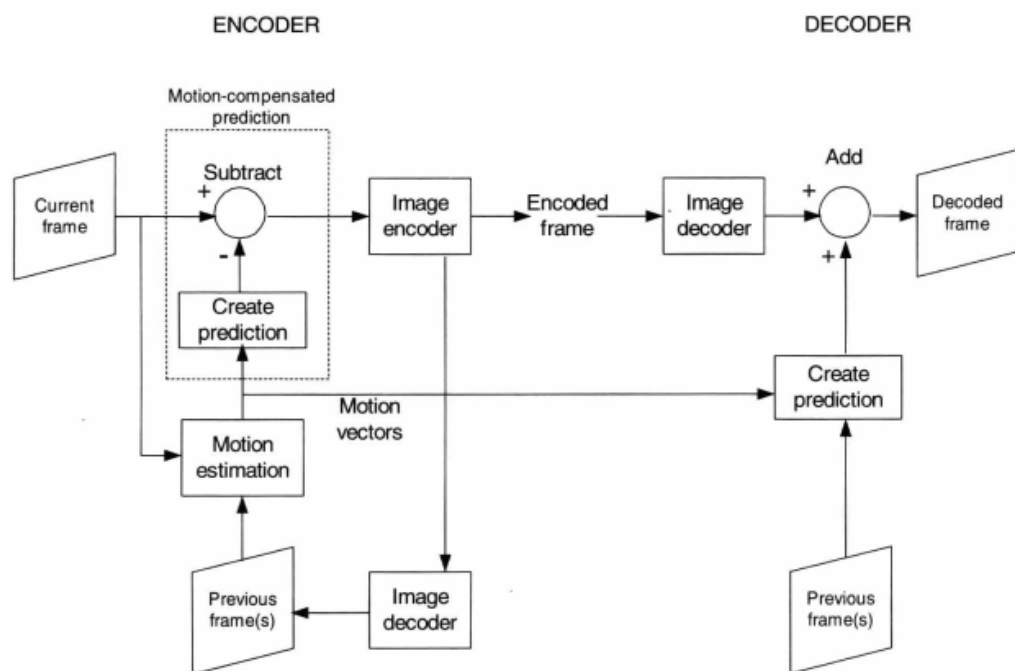 ENCODER
DECODER
Motion-compensated
prediction
Subtract
Add
+
+
Current
frame
Image
encoder
Encoded
frame
Image
decoder
Decoded
frame
-
+
Create
prediction
Create
prediction
Motion
vectors
Motion
estimation
Previous
frame(s)
Image
decoder
Previous
frame(s)